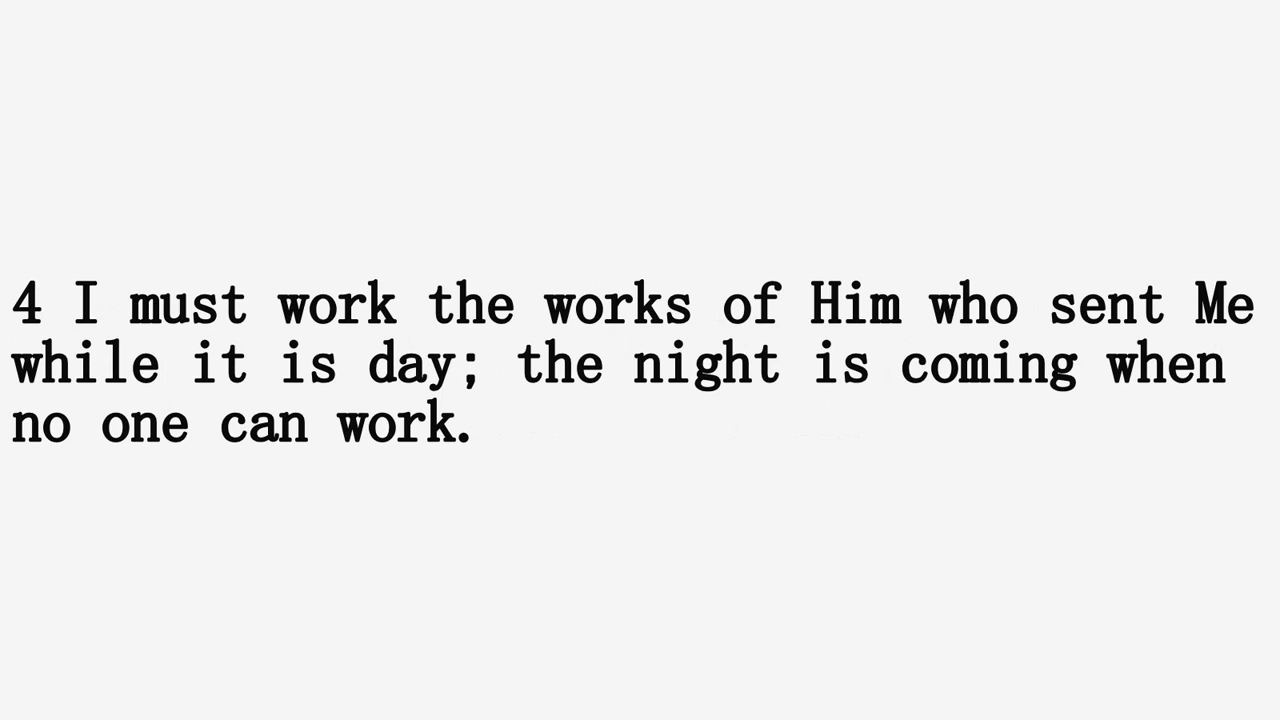 4 I must work the works of Him who sent Me
while it is day; the night is coming when
no one can work.